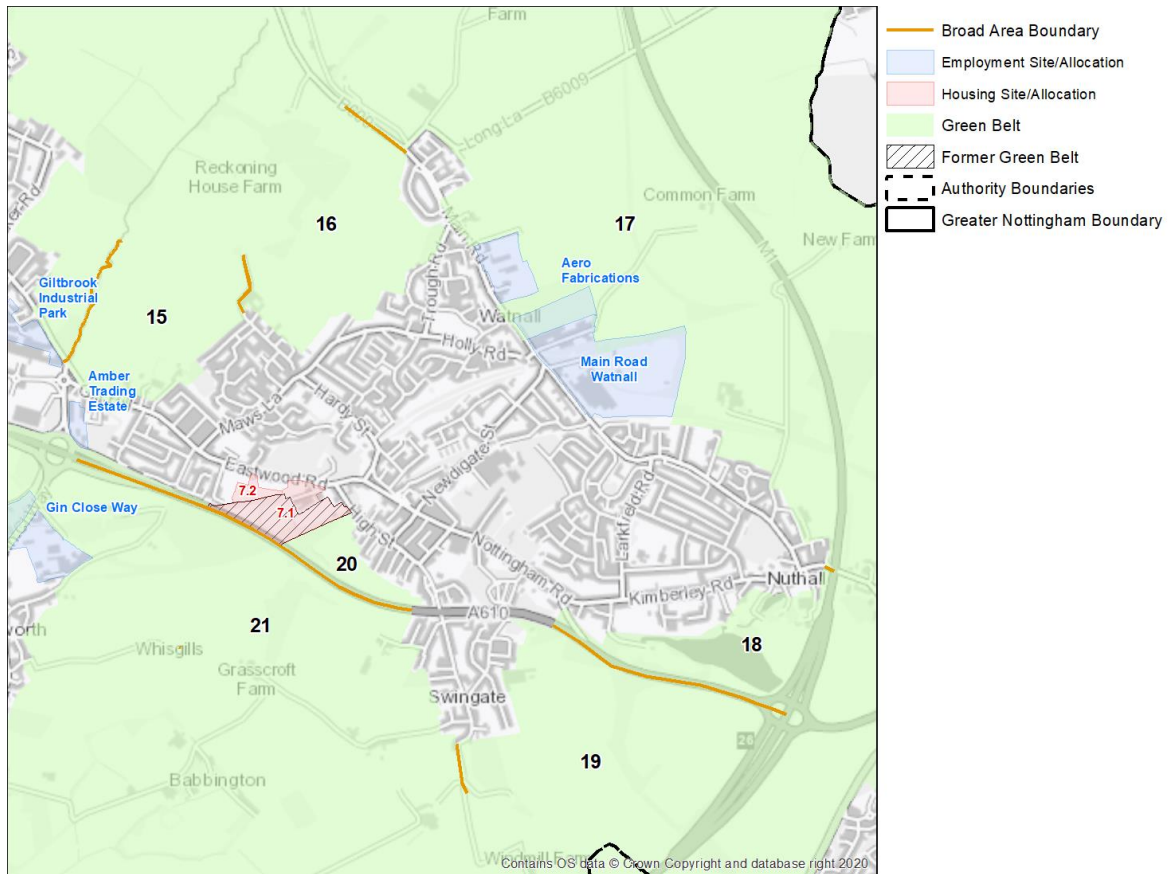 Farm
B600
Long La
B6009
Reckoning
House Farm
16
Common Farm
17
Main Rd
M1
New Farm
Aero
Fabrications
Giltbrook
Industrial
Park
15
Trough Rd
Watnall
Holly Rd
Main Road
Watnall
Amber
Trading
Estate
Maws La
Hardy St
Eastwood Rd
Newdigate St
7.2
7.1
Gin Close Way
High St
Larkfield Rd
20
Nottingham Rd
Kimberley Rd
Nuthall
A610
21
18
Whisgills
Grasscroft
Farm
Swingate
26
19
Babbington
Windmill Farm
Contains OS data © Crown Copyright and database right 2020
Broad Area Boundary
Employment Site/Allocation
Housing Site/Allocation
Green Belt
Former Green Belt
Authority Boundaries
Greater Nottingham Boundary